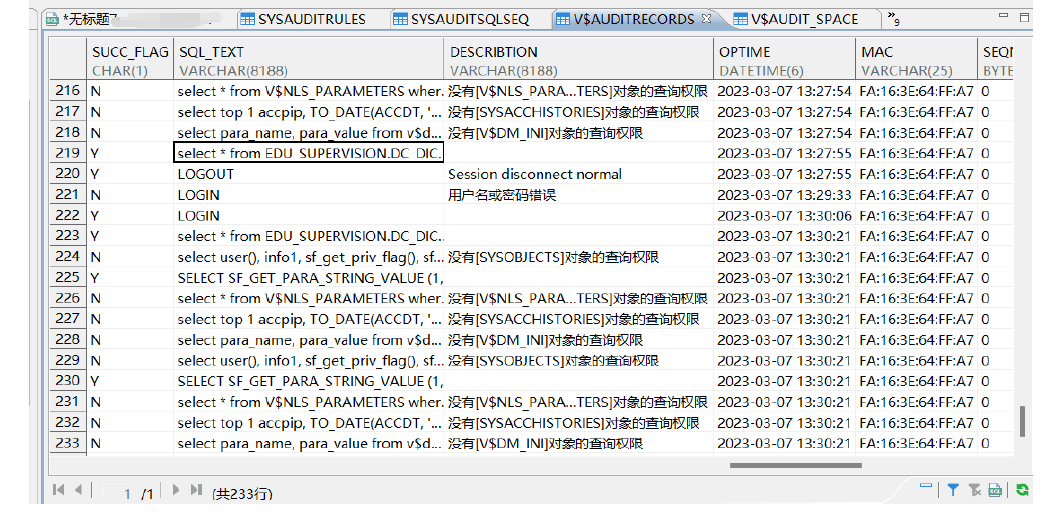 *无标题7 SYSAUDITRULES SYSAUDITSQLSEQ V$AUDITRECORDS V$AUDIT_SPACE »9
SUCC_FLAG SQL_TEXT DESCRIBTION OPTIME MAC SEQN
CHAR(1) VARCHAR(8188) VARCHAR(8188) DATETIME(6) VARCHAR(25) BYTE
216 N select * from V$NLS_PARAMETERS wher... 没有[V$NLS_PARA...TERS]对象的查询权限 2023-03-07 13:27:54 FA:16:3E:64:FF:A7 0
217 N select top 1 accpip, TO_DATE(ACCDT, '... 没有[SYSACCHISTORIES]对象的查询权限 2023-03-07 13:27:54 FA:16:3E:64:FF:A7 0
218 N select para_name, para_value from v$d... 没有[V$DM_INI]对象的查询权限 2023-03-07 13:27:54 FA:16:3E:64:FF:A7 0
219 Y select * from EDU_SUPERVISION.DC_DIC... 2023-03-07 13:27:55 FA:16:3E:64:FF:A7 0
220 Y LOGOUT Session disconnect normal 2023-03-07 13:27:55 FA:16:3E:64:FF:A7 0
221 N LOGIN 用户名或密码错误 2023-03-07 13:29:33 FA:16:3E:64:FF:A7 0
222 Y LOGIN 2023-03-07 13:30:06 FA:16:3E:64:FF:A7 0
223 Y select * from EDU_SUPERVISION.DC_DIC... 2023-03-07 13:30:21 FA:16:3E:64:FF:A7 0
224 N select user(), info1, sf_get_priv_flag(), sf... 没有[SYSOBJECTS]对象的查询权限 2023-03-07 13:30:21 FA:16:3E:64:FF:A7 0
225 Y SELECT SF_GET_PARA_STRING_VALUE (1, 2023-03-07 13:30:21 FA:16:3E:64:FF:A7 0
226 N select * from V$NLS_PARAMETERS wher... 没有[V$NLS_PARA...TERS]对象的查询权限 2023-03-07 13:30:21 FA:16:3E:64:FF:A7 0
227 N select top 1 accpip, TO_DATE(ACCDT, '... 没有[SYSACCHISTORIES]对象的查询权限 2023-03-07 13:30:21 FA:16:3E:64:FF:A7 0
228 N select para_name, para_value from v$d... 没有[V$DM_INI]对象的查询权限 2023-03-07 13:30:21 FA:16:3E:64:FF:A7 0
229 N select user(), info1, sf_get_priv_flag(), sf... 没有[SYSOBJECTS]对象的查询权限 2023-03-07 13:30:21 FA:16:3E:64:FF:A7 0
230 Y SELECT SF_GET_PARA_STRING_VALUE (1, 2023-03-07 13:30:21 FA:16:3E:64:FF:A7 0
231 N select * from V$NLS_PARAMETERS wher... 没有[V$NLS_PARA...TERS]对象的查询权限 2023-03-07 13:30:21 FA:16:3E:64:FF:A7 0
232 N select top 1 accpip, TO_DATE(ACCDT, '... 没有[SYSACCHISTORIES]对象的查询权限 2023-03-07 13:30:21 FA:16:3E:64:FF:A7 0
233 N select para_name, para_value from v$d... 没有[V$DM_INI]对象的查询权限 2023-03-07 13:30:21 FA:16:3E:64:FF:A7 0
1 /1 (共233行)